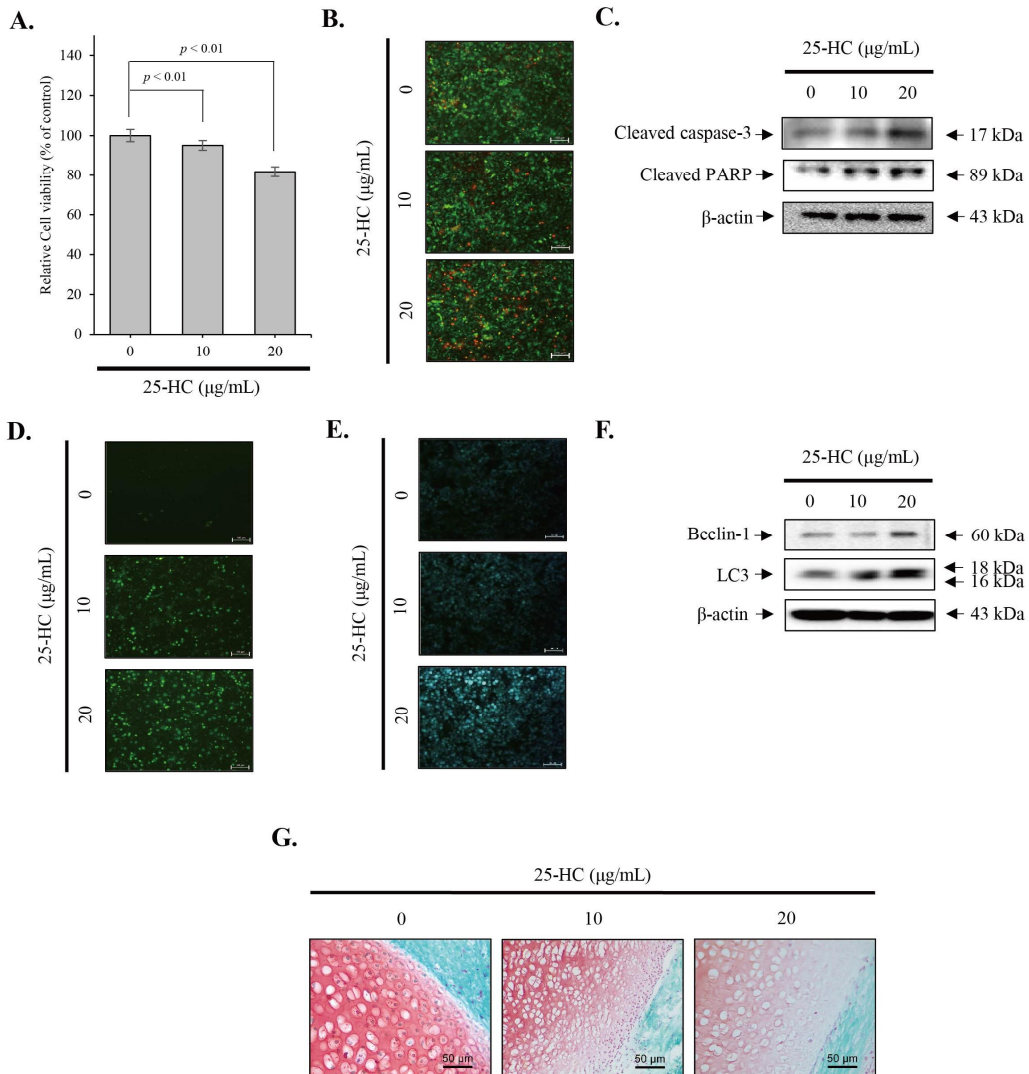 A.
140
120
100
80
60
40
20
0
Relative Cell viability (% of control)
p < 0.01
p < 0.01
0 10 20
25-HC (μg/mL)
B.
25-HC (μg/mL)
0
10
20
C.
25-HC (μg/mL)
0 10 20
Cleaved caspase-3 17 kDa
Cleaved PARP 89 kDa
β-actin 43 kDa
D.
25-HC (μg/mL)
0
10
20
E.
25-HC (μg/mL)
0
10
20
F.
25-HC (μg/mL)
0 10 20
Beclin-1 60 kDa
LC3 18 kDa
16 kDa
β-actin 43 kDa
G.
25-HC (μg/mL)
0 10 20
50 μm 50 μm 50 μm